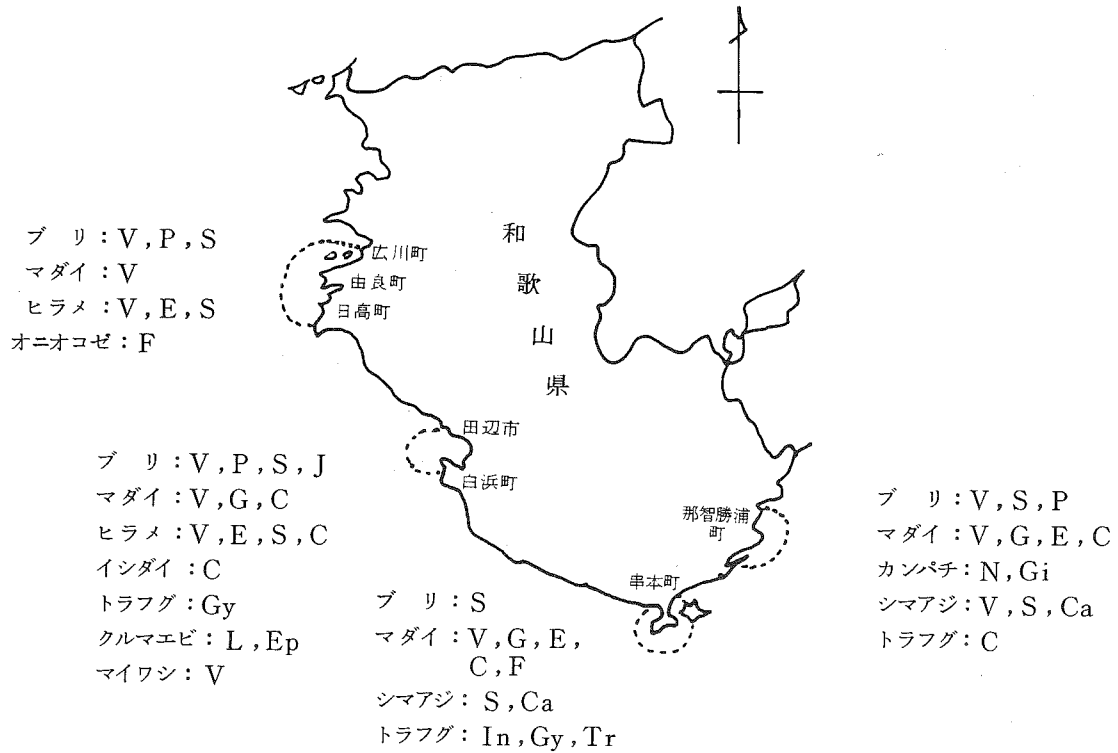 和歌山県
広川町
由良町
日高町
ブリ：V，P，S
マダイ：V
ヒラメ：V，E，S
オニオコゼ：F
田辺市
白浜町
ブリ：V，P，S，J
マダイ：V，G，C
ヒラメ：V，E，S，C
イシダイ：C
トラフグ：Gy
クルマエビ：L，Ep
マイワシ：V
串本町
ブリ：S
マダイ：V，G，E，
C，F
シマアジ：S，Ca
トラフグ：In，Gy，Tr
那智勝浦
町
ブリ：V，S，P
マダイ：V，G，E，C
カンパチ：N，Gi
シマアジ：V，S，Ca
トラフグ：C